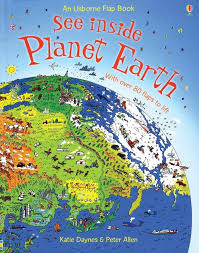 An Usborne Flap Book
See inside
Planet Earth
With over 80 flaps to lift
Katie Daynes & Peter Allen